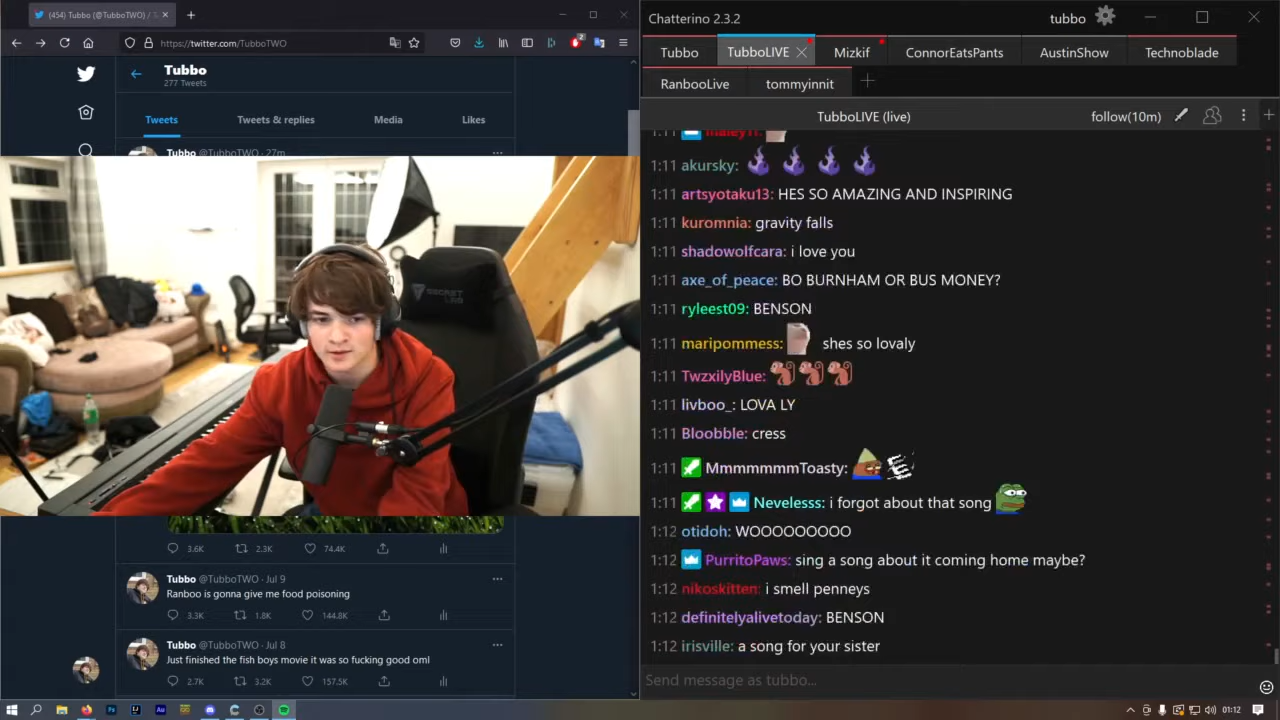 (454) Tubbo (@TubboTWO) /
https://twitter.com/TubboTWO
2
Tubbo
277 Tweets
Tweets
Tweets & replies
Media
Likes
Tubbo @TubboTWO · 27m
SECRET
LAB
3.6K
2.3K
74.4K
Tubbo @TubboTWO · Jul 9
Ranboo is gonna give me food poisoning
3.3K
1.8K
144.8K
Tubbo @TubboTWO · Jul 8
Just finished the fish boys movie it was so fucking good oml
2.7K
3.2K
157.5K
Chatterino 2.3.2
tubbo
Tubbo
TubboLIVE
Mizkif
ConnorEatsPants
AustinShow
Technoblade
RanbooLive
tommyinnit
TubboLIVE (live)
follow(10m)
1:11 akursky:
1:11 artsyotaku13: HES SO AMAZING AND INSPIRING
1:11 kuromnia: gravity falls
1:11 shadowolfcara: i love you
1:11 axe_of_peace: BO BURNHAM OR BUS MONEY?
1:11 ryleest09: BENSON
1:11 maripommess: shes so lovaly
1:11 TwzxilyBlue:
1:11 livboo_: LOVA LY
1:11 Bloobble: cress
1:11 MmmmmmmToasty:
1:11 Nevelesss: i forgot about that song
1:12 otidoh: WOOOOOOOOO
1:12 PurritoPaws: sing a song about it coming home maybe?
1:12 nikoskitten: i smell penneys
1:12 definitelyalivetoday: BENSON
1:12 irisville: a song for your sister
Send message as tubbo...
Ps
Au
01:12